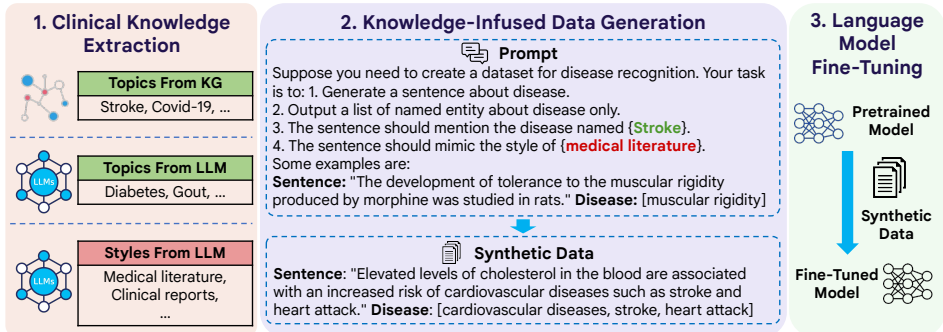 1. Clinical Knowledge
Extraction
Topics From KG
Stroke, Covid-19, ...
LLMs
Topics From LLM
Diabetes, Gout, ...
LLMs
Styles From LLM
Medical literature,
Clinical reports,
...
2. Knowledge-Infused Data Generation
Prompt
Suppose you need to create a dataset for disease recognition. Your task
is to: 1. Generate a sentence about disease.
2. Output a list of named entity about disease only.
3. The sentence should mention the disease named {Stroke}.
4. The sentence should mimic the style of {medical literature}.
Some examples are:
Sentence: "The development of tolerance to the muscular rigidity
produced by morphine was studied in rats." Disease: [muscular rigidity]
Synthetic Data
Sentence: "Elevated levels of cholesterol in the blood are associated
with an increased risk of cardiovascular diseases such as stroke and
heart attack." Disease: [cardiovascular diseases, stroke, heart attack]
3. Language
Model
Fine-Tuning
Pretrained
Model
Synthetic
Data
Fine-Tuned
Model